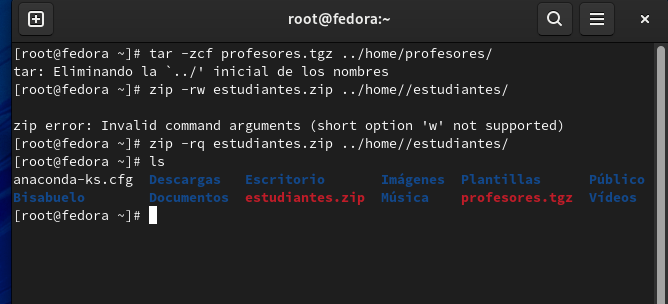 root@fedora:~
[root@fedora ~]# tar -zcf profesores.tgz ../home/profesores/
tar: Eliminando la `../' inicial de los nombres
[root@fedora ~]# zip -rw estudiantes.zip ../home//estudiantes/
zip error: Invalid command arguments (short option 'w' not supported)
[root@fedora ~]# zip -rq estudiantes.zip ../home//estudiantes/
[root@fedora ~]# ls
anaconda-ks.cfg Descargas Escritorio Imágenes Plantillas Público
Bisabuelo Documentos estudiantes.zip Música profesores.tgz Vídeos
[root@fedora ~]#